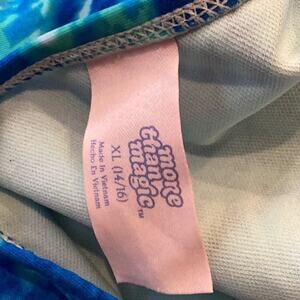 more
than
magic™
XL (14/16)
Made In Vietnam
Hecho En Vietnam